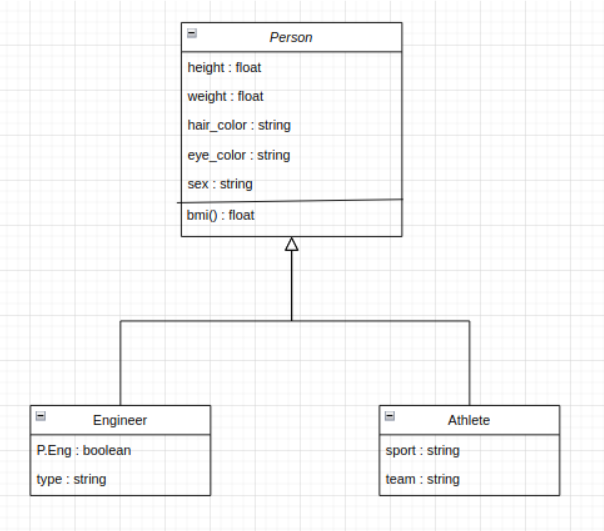 Person
height : float
weight : float
hair_color : string
eye_color : string
sex : string
bmi() : float
Engineer
P.Eng : boolean
type : string
Athlete
sport : string
team : string